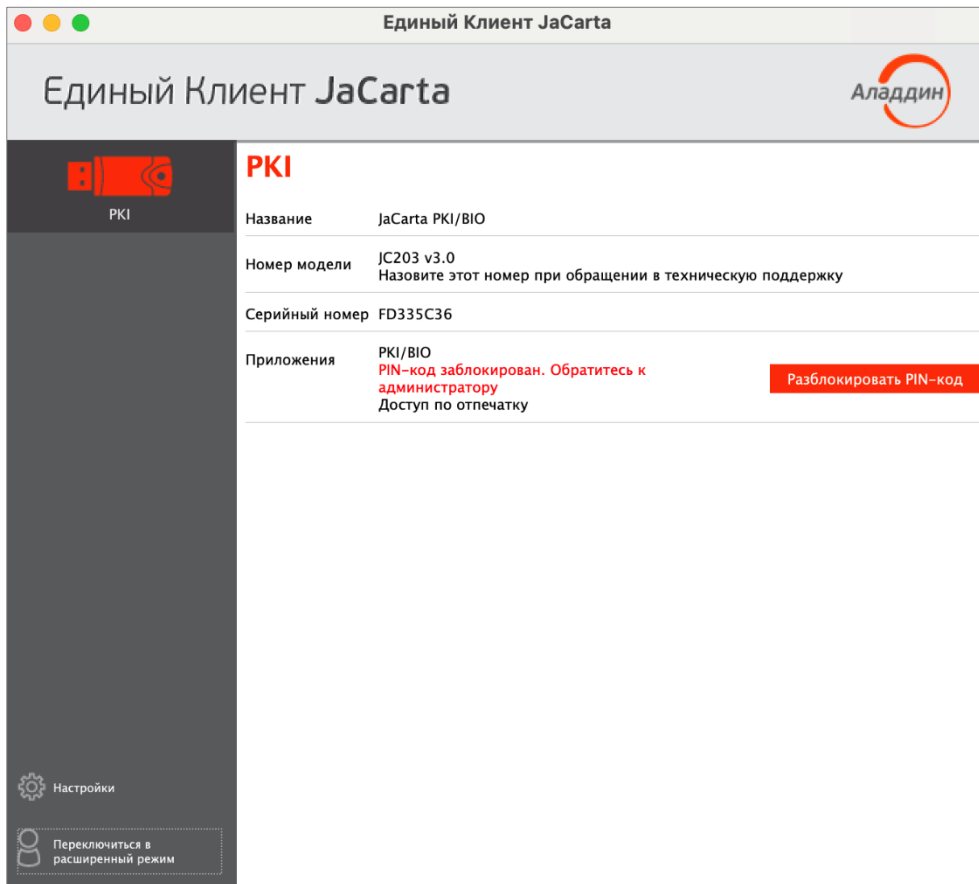 Единый Клиент JaCarta
Единый Клиент JaCarta
Аладдин
PKI
PKI
Название
JaCarta PKI/BIO
Номер модели
JC203 v3.0
Назовите этот номер при обращении в техническую поддержку
Серийный номер
FD335C36
Приложения
PKI/BIO
PIN-код заблокирован. Обратитесь к
администратору
Доступ по отпечатку
Разблокировать PIN-код
Настройки
Переключиться в
расширенный режим